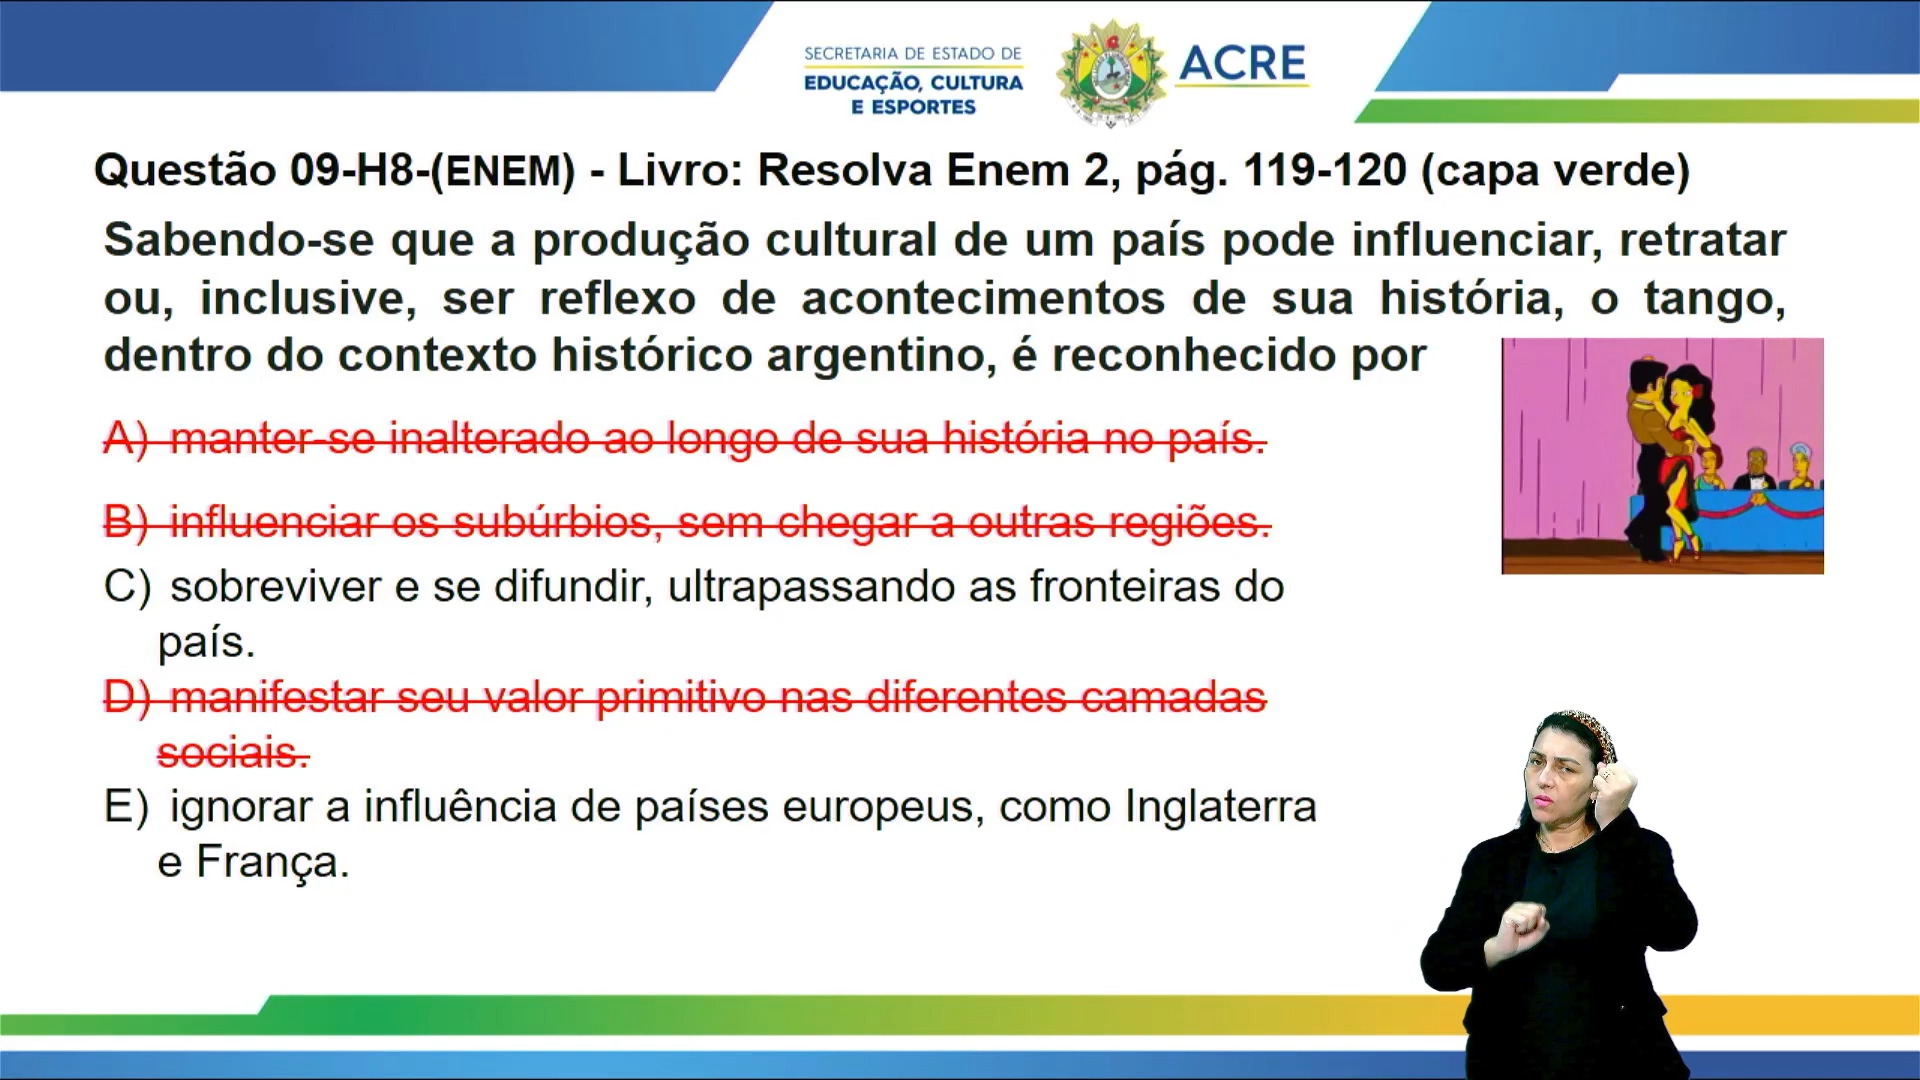 SECRETARIA DE ESTADO DE
EDUCAÇÃO, CULTURA
E ESPORTES
ACRE
Questão 09-H8-(ENEM) - Livro: Resolva Enem 2, pág. 119-120 (capa verde)
Sabendo-se que a produção cultural de um país pode influenciar, retratar
ou, inclusive, ser reflexo de acontecimentos de sua história, o tango,
dentro do contexto histórico argentino, é reconhecido por
A) manter-se inalterado ao longo de sua história no país.
B) influenciar os subúrbios, sem chegar a outras regiões.
C) sobreviver e se difundir, ultrapassando as fronteiras do
país.
D) manifestar seu valor primitivo nas diferentes camadas
sociais.
E) ignorar a influência de países europeus, como Inglaterra
e França.